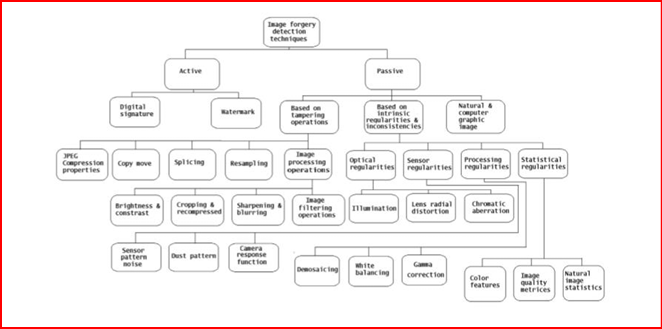 Image forgery
detection
techniques
Active
Passive
Digital
signature
Watermark
Based on
tampering
operations
Based on
intrinsic
regularities &
inconsistencies
Natural &
computer
graphic
image
JPEG
Compression
properties
Copy move
Splicing
Resampling
Image
processing
operations
Optical
regularities
Sensor
regularities
Processing
regularities
Statistical
regularities
Brightness &
constrast
Cropping &
recompressed
Sharpening &
blurring
Image
filtering
operations
Illumination
Lens radial
distortion
Chromatic
aberration
Sensor
pattern
noise
Dust pattern
Camera
response
function
Demosaicing
White
balancing
Gamma
correction
Color
features
Image
quality
metrices
Natural
image
statistics